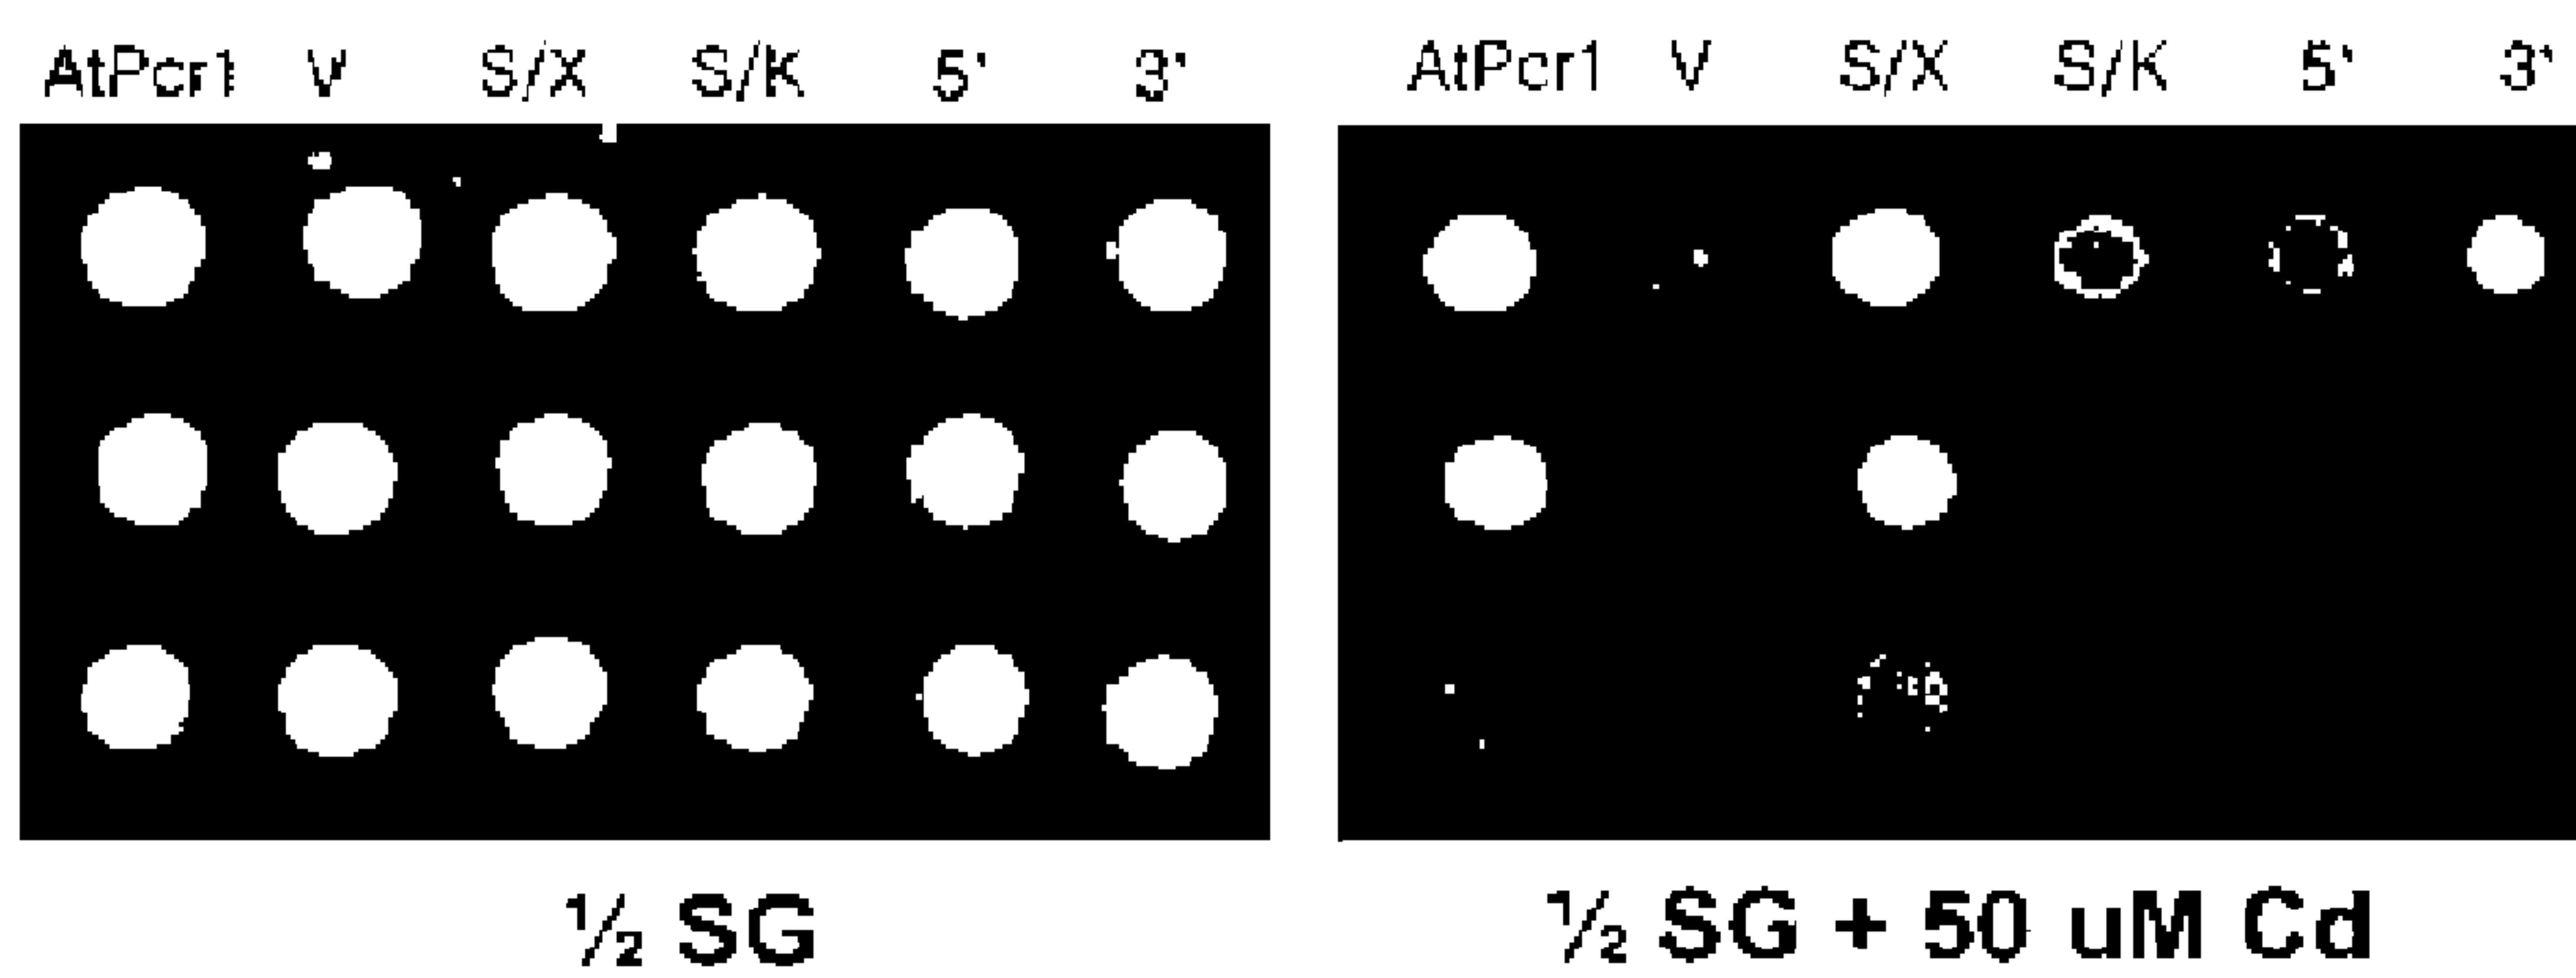 AtPcr1 V S/X S/K 5' 3' AtPcr1 V S/X S/K 5' 3'
½ SG ½ SG + 50 uM Cd